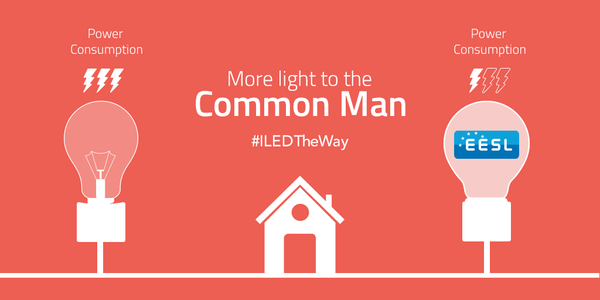 Power
Consumption
More light to the
Common Man
#ILEDTheWay
Power
Consumption
EESL